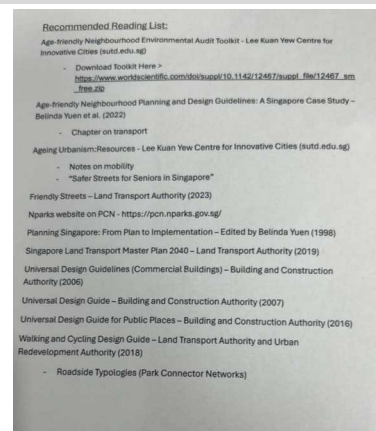 Recommended Reading List:
Age-friendly Neighbourhood Environmental Audit Toolkit - Lee Kuan Yew Centre for
Innovative Cities (sutd.edu.sg)
- Download Toolkit Here >
https://www.worldscientific.com/doi/suppl/10.1142/12467/suppl_file/12467_sm
_free.zip
Age-friendly Neighbourhood Planning and Design Guidelines: A Singapore Case Study –
Belinda Yuen et al. (2022)
- Chapter on transport
Ageing Urbanism:Resources - Lee Kuan Yew Centre for Innovative Cities (sutd.edu.sg)
- Notes on mobility
- "Safer Streets for Seniors in Singapore"
Friendly Streets – Land Transport Authority (2023)
Nparks website on PCN - https://pcn.nparks.gov.sg/
Planning Singapore: From Plan to Implementation – Edited by Belinda Yuen (1998)
Singapore Land Transport Master Plan 2040 – Land Transport Authority (2019)
Universal Design Guidelines (Commercial Buildings) – Building and Construction
Authority (2006)
Universal Design Guide – Building and Construction Authority (2007)
Universal Design Guide for Public Places – Building and Construction Authority (2016)
Walking and Cycling Design Guide – Land Transport Authority and Urban
Redevelopment Authority (2018)
- Roadside Typologies (Park Connector Networks)